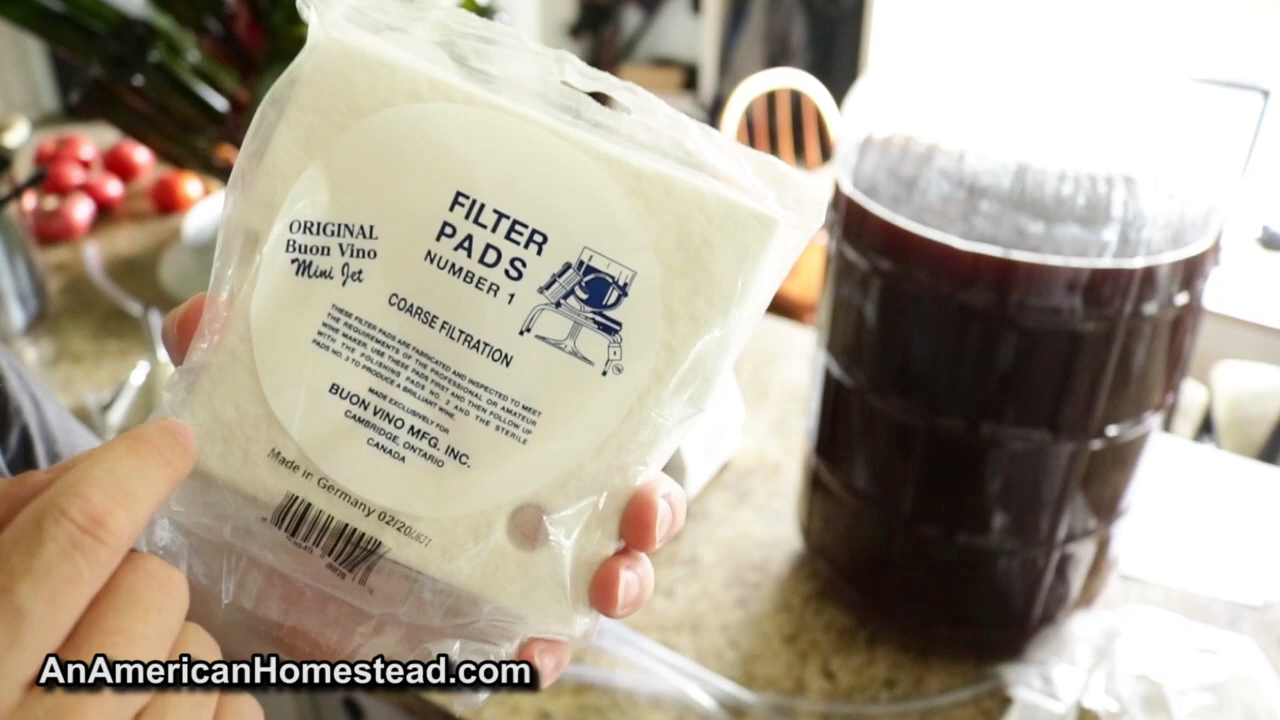 ORIGINAL
Buon Vino
Mini Jet
FILTER
PADS
NUMBER 1
COARSE FILTRATION
THESE FILTER PADS ARE FABRICATED AND INSPECTED TO MEET
THE REQUIREMENTS OF THE PROFESSIONAL OR AMATEUR
WINE MAKER. USE THESE PADS FIRST AND THEN FOLLOW UP
WITH THE POLISHING PADS NO. 2 AND THE STERILE
PADS NO. 3 TO PRODUCE A BRILLIANT WINE.
MADE EXCLUSIVELY FOR
BUON VINO MFG. INC.
CAMBRIDGE, ONTARIO
CANADA
Made in Germany 02/20
AnAmericanHomestead.com